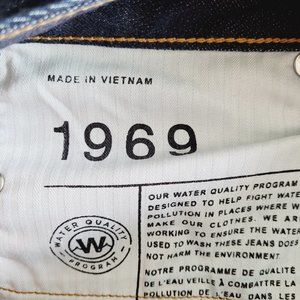 MADE IN VIETNAM
1969
WATER QUALITY
W
PROGRAM
OUR WATER QUALITY PROGRAM
DESIGNED TO HELP FIGHT WATE
POLLUTION IN PLACES WHERE W
MAKE OUR CLOTHES. WE ARE
WORKING TO ENSURE THE WATER
USED TO WASH THESE JEANS DOES
NOT HARM THE ENVIRONMENT.
NOTRE PROGRAMME DE QUALITÉ
DE L'EAU VEILLE À COMBATTRE LA
POLLUTION DE L'EAU DANS LES